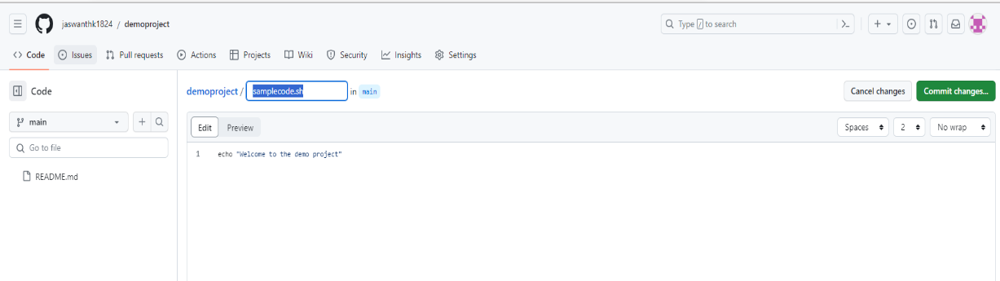 jaswanthk1824 / demoproject
Type / to search
Code Issues Pull requests Actions Projects Wiki Security Insights Settings
Code
demoproject / samplecode.sh in main
Cancel changes Commit changes...
main
Edit Preview
Spaces 2 No wrap
Go to file
1 echo "Welcome to the demo project"
README.md